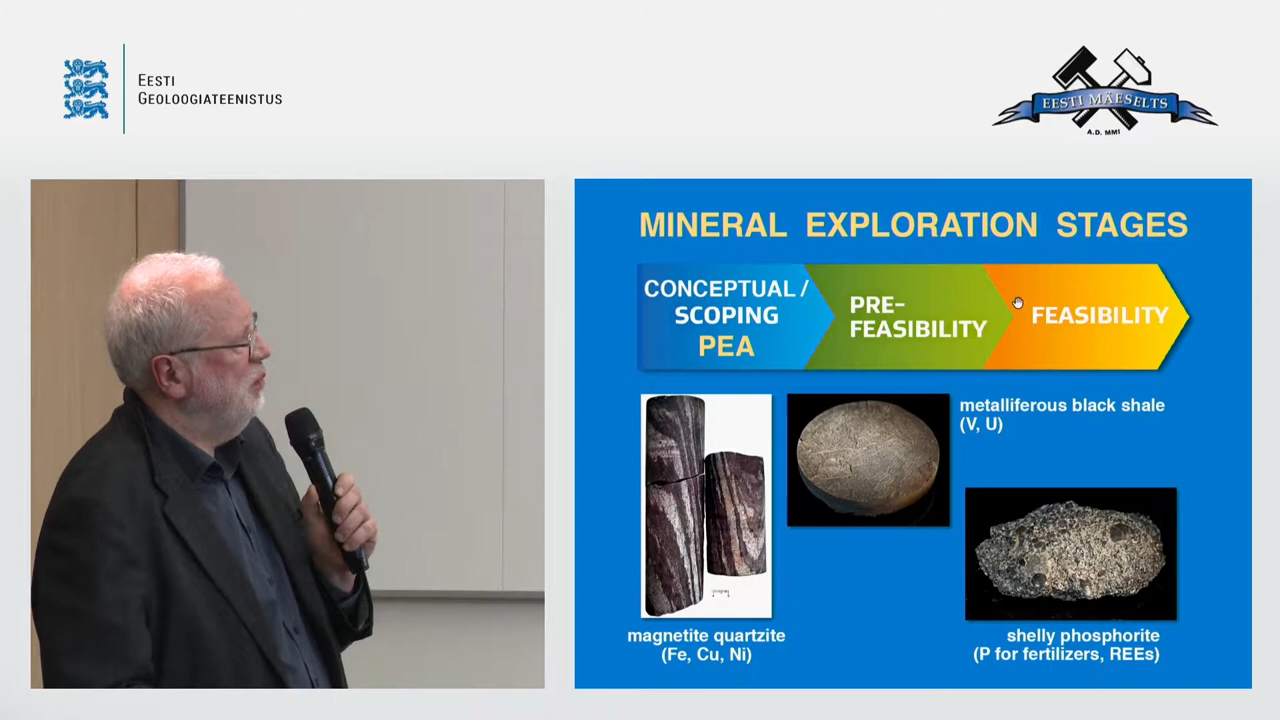 EESTI
GEOLOOGIATEENISTUS
EESTI MÄESELTS
A.D. MMI
MINERAL EXPLORATION STAGES
CONCEPTUAL /
SCOPING
PEA
PRE-
FEASIBILITY
FEASIBILITY
metalliferous black shale
(V, U)
magnetite quartzite
(Fe, Cu, Ni)
shelly phosphorite
(P for fertilizers, REEs)